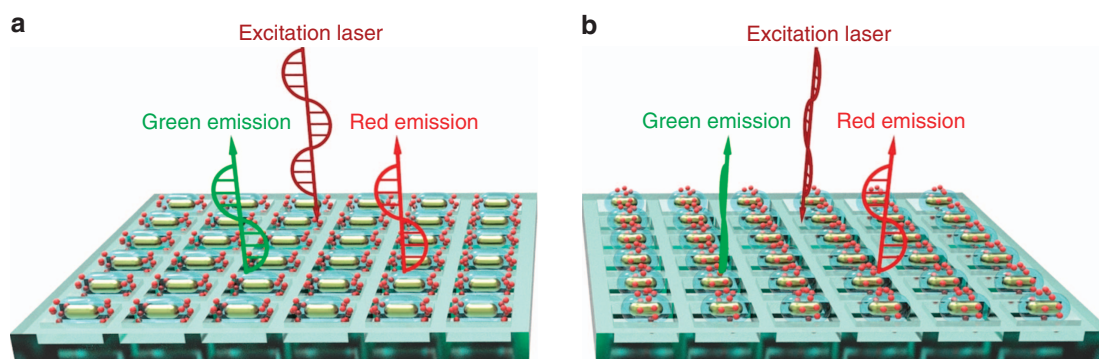 a
Excitation laser
Green emission
Red emission
b
Excitation laser
Green emission
Red emission